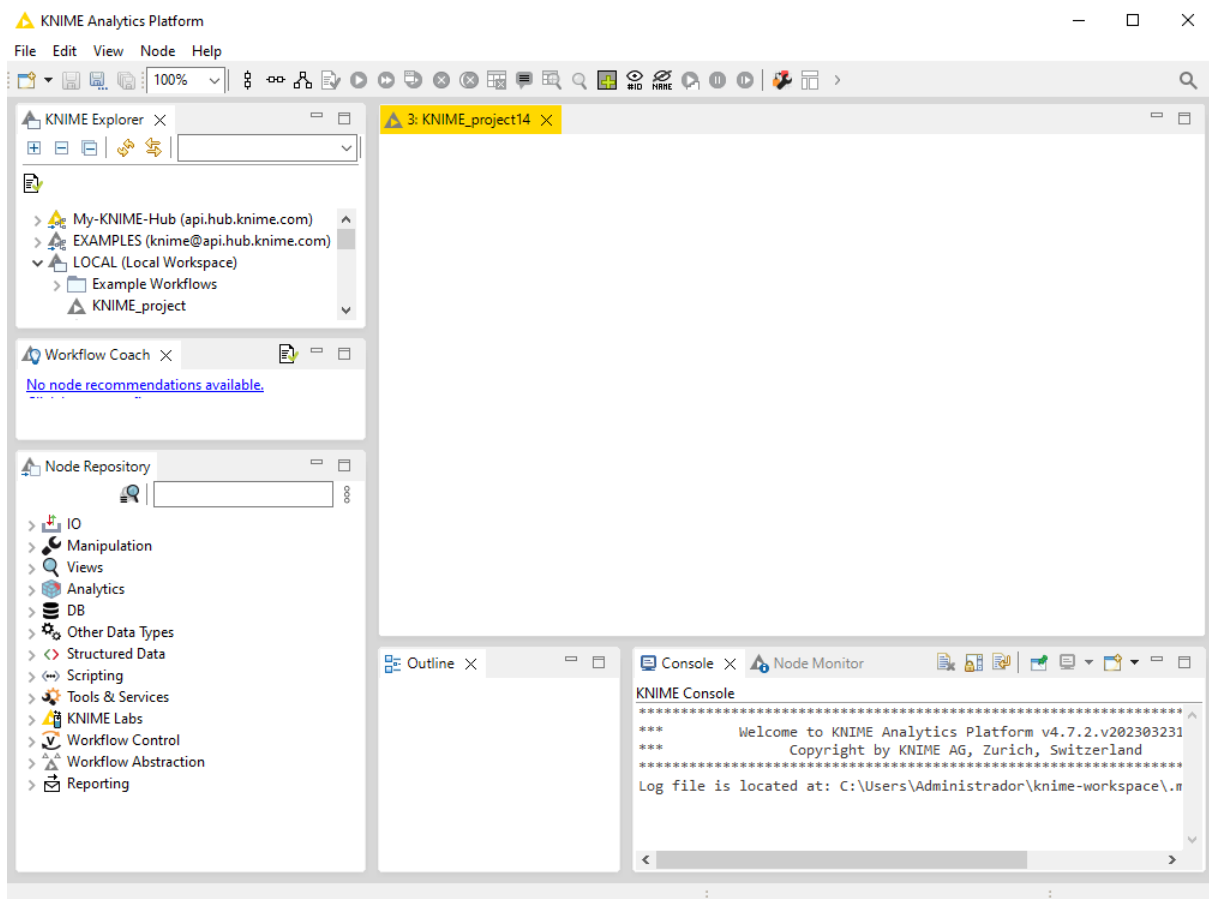 KNIME Analytics Platform
File Edit View Node Help
100%
#ID
NAME
KNIME Explorer
My-KNIME-Hub (api.hub.knime.com)
EXAMPLES (knime@api.hub.knime.com)
LOCAL (Local Workspace)
Example Workflows
KNIME_project
Workflow Coach
No node recommendations available.
Node Repository
IO
Manipulation
Views
Analytics
DB
Other Data Types
Structured Data
Scripting
Tools & Services
KNIME Labs
Workflow Control
Workflow Abstraction
Reporting
3: KNIME_project14
Outline
Console Node Monitor
KNIME Console
*****************************************************************
*** Welcome to KNIME Analytics Platform v4.7.2.v202303231
*** Copyright by KNIME AG, Zurich, Switzerland
*****************************************************************
Log file is located at: C:\Users\Administrador\knime-workspace\.m